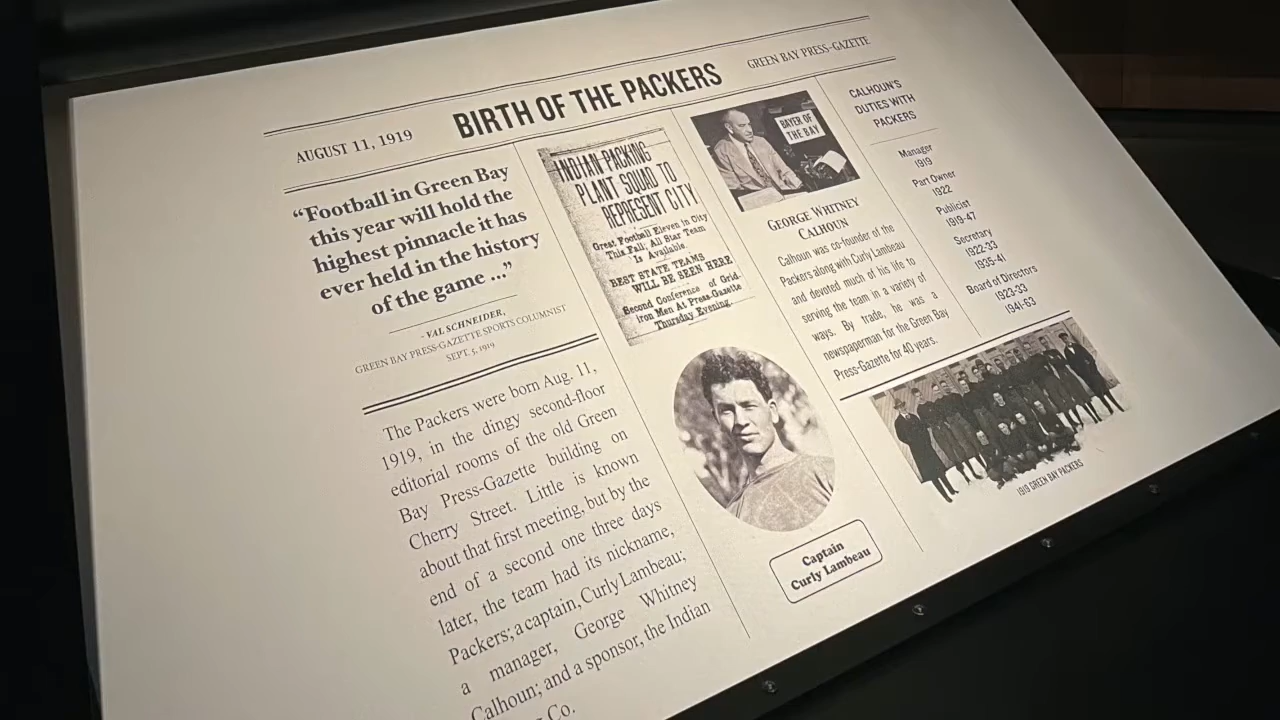 AUGUST 11, 1919
BIRTH OF THE PACKERS
GREEN BAY PRESS-GAZETTE
“Football in Green Bay
this year will hold the
highest pinnacle it has
ever held in the history
of the game ...”
- VAL SCHNEIDER,
GREEN BAY PRESS-GAZETTE SPORTS COLUMNIST
SEPT. 5, 1919
The Packers were born Aug. 11,
1919, in the dingy second-floor
editorial rooms of the old Green
Bay Press-Gazette building on
Cherry Street. Little is known
about that first meeting, but by the
end of a second one three days
later, the team had its nickname,
Packers; a captain, Curly Lambeau;
a manager, George Whitney
Calhoun; and a sponsor, the Indian
Co.
INDIAN PACKING
PLANT SQUAD TO
REPRESENT CITY
Great Football Eleven in City
This Fall; All Star Team
Is Available.
BEST STATE TEAMS
WILL BE SEEN HERE
Second Conference of Grid-
iron Men At Press-Gazette
Thursday Evening.
Captain
Curly Lambeau
BAYER OF
THE BAY
GEORGE WHITNEY
CALHOUN
Calhoun was co-founder of the
Packers along with Curly Lambeau
and devoted much of his life to
serving the team in a variety of
ways. By trade, he was a
newspaperman for the Green Bay
Press-Gazette for 40 years.
CALHOUN'S
DUTIES WITH
PACKERS
Manager
1919
Part Owner
1922
Publicist
1919-47
Secretary
1922-33
1935-41
Board of Directors
1923-33
1941-63
1919 GREEN BAY PACKERS